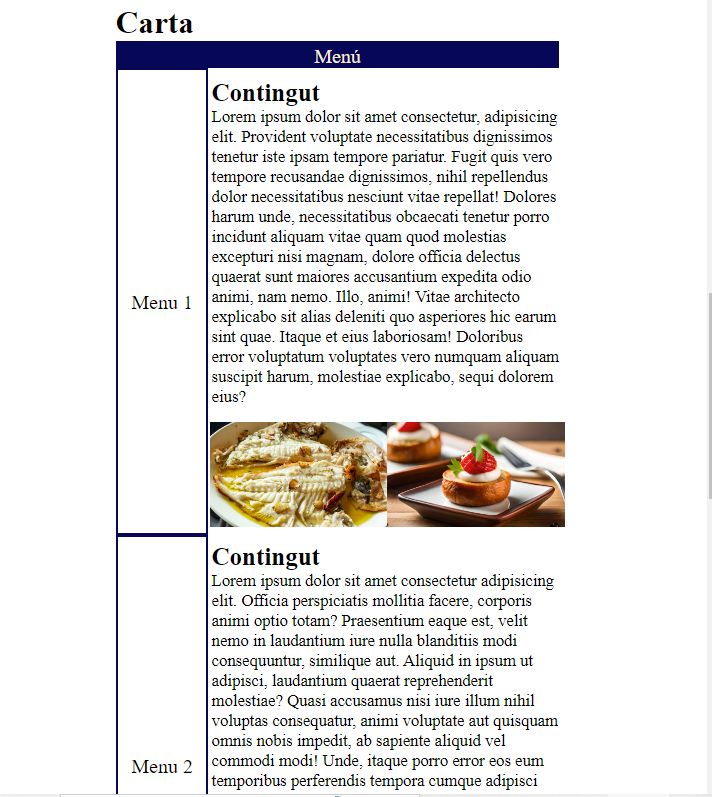 Carta
Menú
Contingut
Lorem ipsum dolor sit amet consectetur, adipisicing
elit. Provident voluptate necessitatibus dignissimos
tenetur iste ipsam tempore pariatur. Fugit quis vero
tempore recusandae dignissimos, nihil repellendus
dolor necessitatibus nesciunt vitae repellat! Dolores
harum unde, necessitatibus obcaecati tenetur porro
incidunt aliquam vitae quam quod molestias
excepturi nisi magnam, dolore officia delectus
quaerat sunt maiores accusantium expedita odio
animi, nam nemo. Illo, animi! Vitae architecto
explicabo sit alias deleniti quo asperiores hic earum
sint quae. Itaque et eius laboriosam! Doloribus
error voluptatum voluptates vero numquam aliquam
suscipit harum, molestiae explicabo, sequi dolorem
eius?
Menu 1
Contingut
Lorem ipsum dolor sit amet consectetur adipisicing
elit. Officia perspiciatis mollitia facere, corporis
animi optio totam? Praesentium eaque est, velit
nemo in laudantium iure nulla blanditiis modi
consequuntur, similique aut. Aliquid in ipsum ut
adipisci, laudantium quaerat reprehenderit
molestiae? Quasi accusamus nisi iure illum nihil
voluptas consequatur, animi voluptate aut quisquam
omnis nobis impedit, ab sapiente aliquid vel
commodi modi! Unde, itaque porro error eos eum
temporibus perferendis tempora cumque adipisci
Menu 2